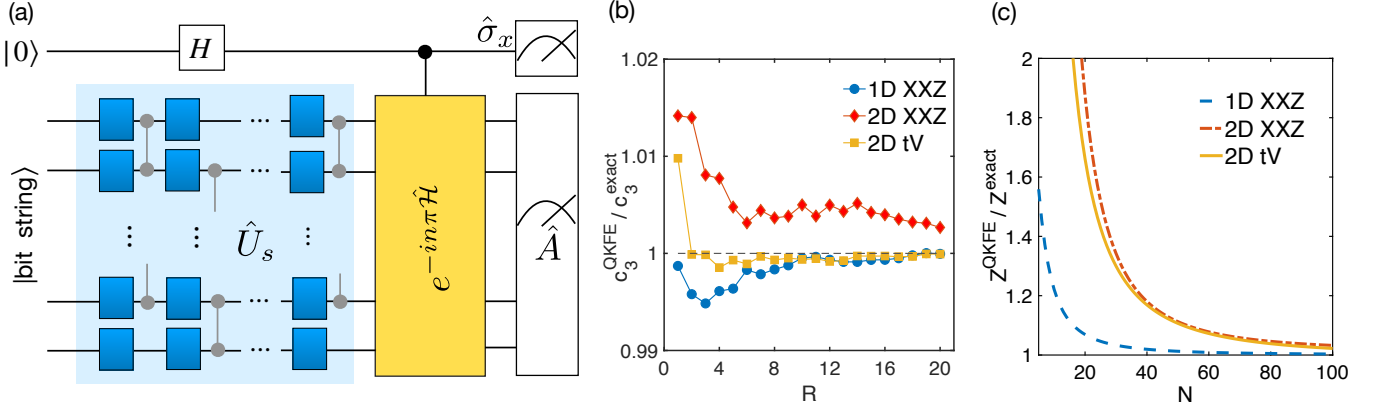 (a)
|0⟩
H
σ̂ₓ
|bit string⟩
...
...
...
...
Û_s
e^{-inπĤ}
Â
(b)
1.02
1.01
1
0.99
c₃^QKFE / c₃^exact
0
4
8
12
16
20
R
1D XXZ
2D XXZ
2D tV
(c)
2
1.8
1.6
1.4
1.2
1
Z^QKFE / Z^exact
20
40
60
80
100
N
1D XXZ
2D XXZ
2D tV